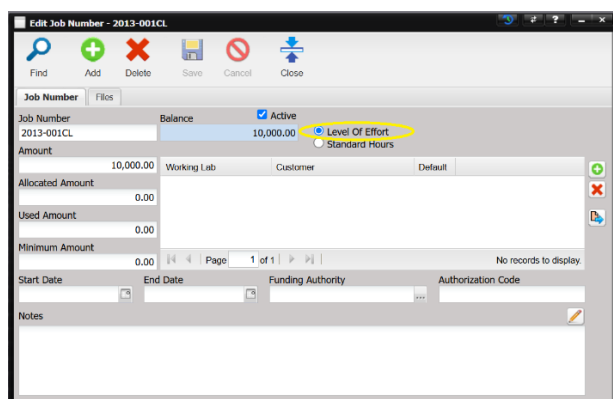 Edit Job Number - 2013-001CL
Find Add Delete Save Cancel Close
Job Number Files
Job Number Balance Active
2013-001CL 10,000.00 Level Of Effort
Standard Hours
Amount
10,000.00 Working Lab Customer Default
Allocated Amount
0.00
Used Amount
0.00
Minimum Amount
0.00 Page 1 of 1 No records to display.
Start Date End Date Funding Authority Authorization Code
...
Notes